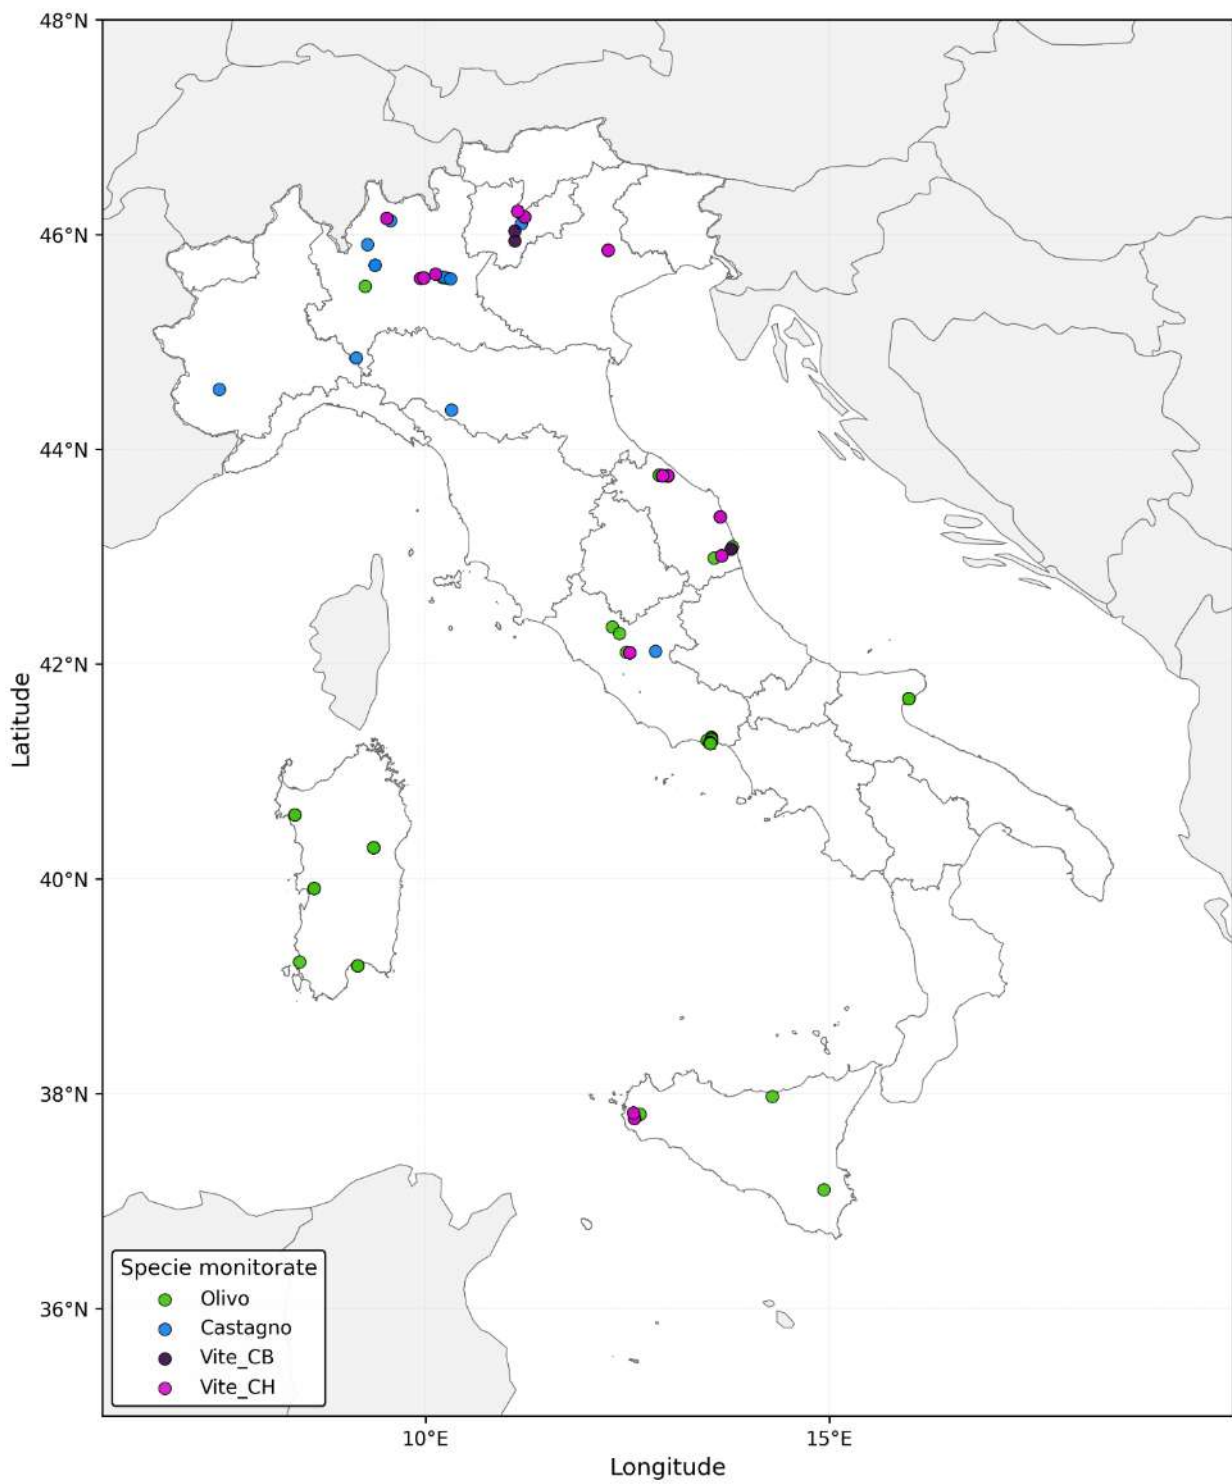 48°N
46°N
44°N
42°N
40°N
38°N
36°N
Latitude
10°E
15°E
Longitude
Specie monitorate
Olivo
Castagno
Vite_CB
Vite_CH